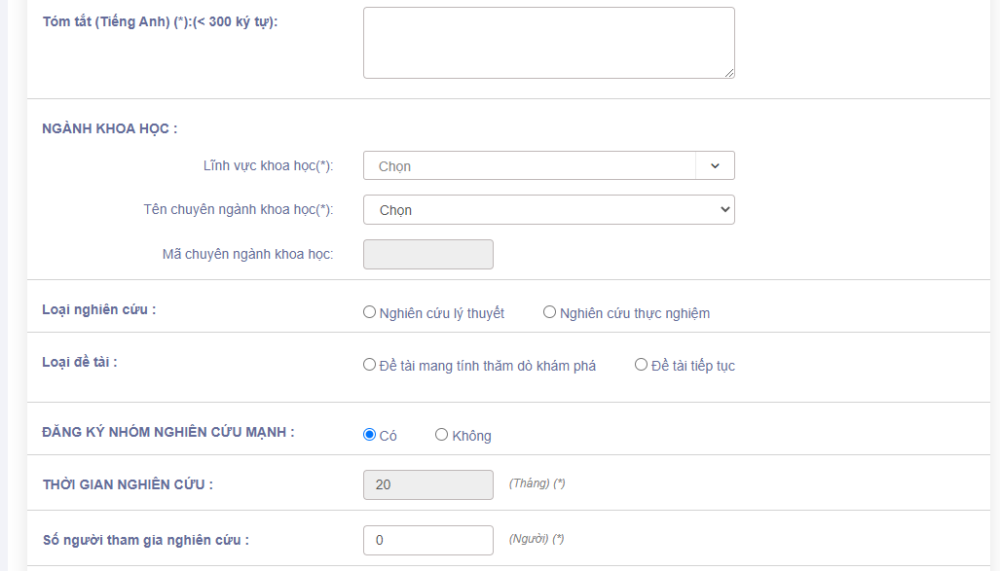 Tóm tắt (Tiếng Anh) (*):(< 300 ký tự):
NGÀNH KHOA HỌC :
Lĩnh vực khoa học(*): Chọn
Tên chuyên ngành khoa học(*): Chọn
Mã chuyên ngành khoa học:
Loại nghiên cứu : Nghiên cứu lý thuyết Nghiên cứu thực nghiệm
Loại đề tài : Đề tài mang tính thăm dò khám phá Đề tài tiếp tục
ĐĂNG KÝ NHÓM NGHIÊN CỨU MẠNH : Có Không
THỜI GIAN NGHIÊN CỨU : 20 (Tháng) (*)
Số người tham gia nghiên cứu : 0 (Người) (*)